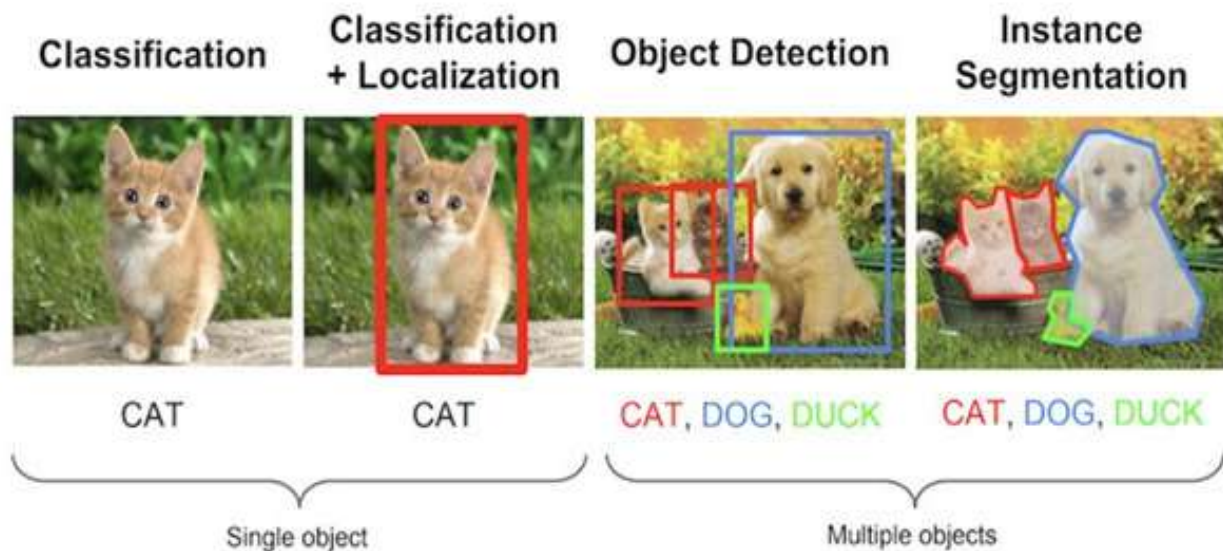 Classification
Classification
+ Localization
Object Detection
Instance
Segmentation
CAT
CAT
CAT, DOG, DUCK
CAT, DOG, DUCK
Single object
Multiple objects